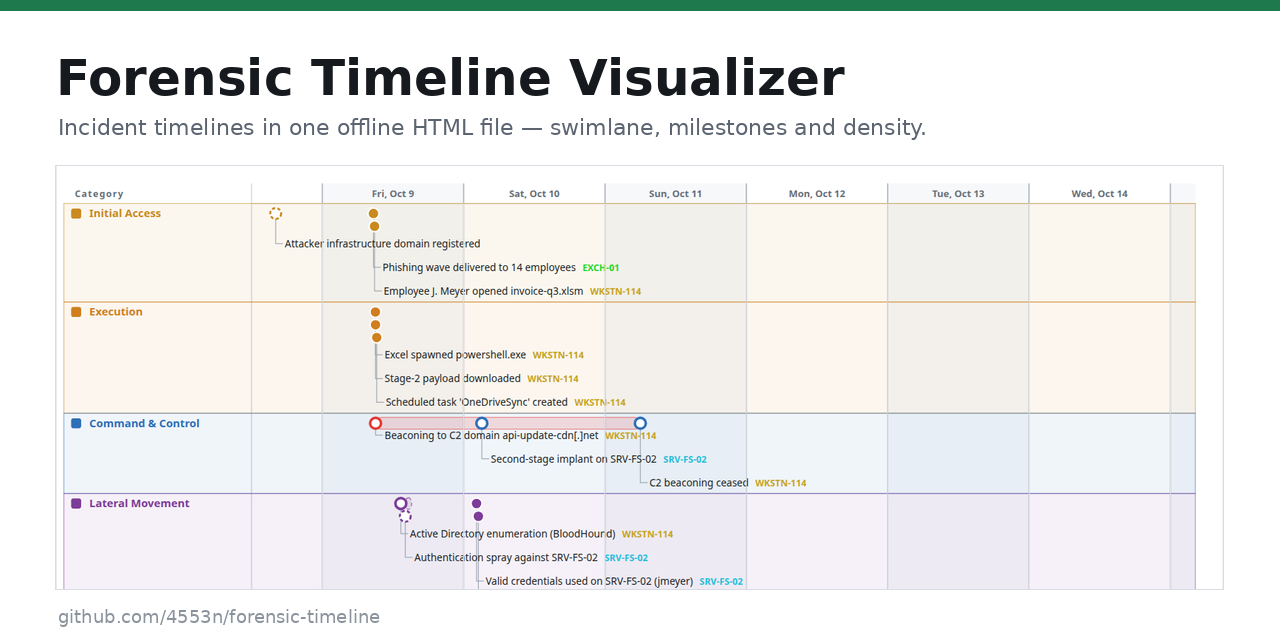 Forensic Timeline Visualizer
Incident timelines in one offline HTML file — swimlane, milestones and density.
Category Fri, Oct 9 Sat, Oct 10 Sun, Oct 11 Mon, Oct 12 Tue, Oct 13 Wed, Oct 14
Initial Access
Attacker infrastructure domain registered
Phishing wave delivered to 14 employees EXCH-01
Employee J. Meyer opened invoice-q3.xlsm WKSTN-114
Execution
Excel spawned powershell.exe WKSTN-114
Stage-2 payload downloaded WKSTN-114
Scheduled task 'OneDriveSync' created WKSTN-114
Command & Control
Beaconing to C2 domain api-update-cdn[.]net WKSTN-114
Second-stage implant on SRV-FS-02 SRV-FS-02
C2 beaconing ceased WKSTN-114
Lateral Movement
Active Directory enumeration (BloodHound) WKSTN-114
Authentication spray against SRV-FS-02 SRV-FS-02
Valid credentials used on SRV-FS-02 (jmeyer) SRV-FS-02
github.com/4553n/forensic-timeline